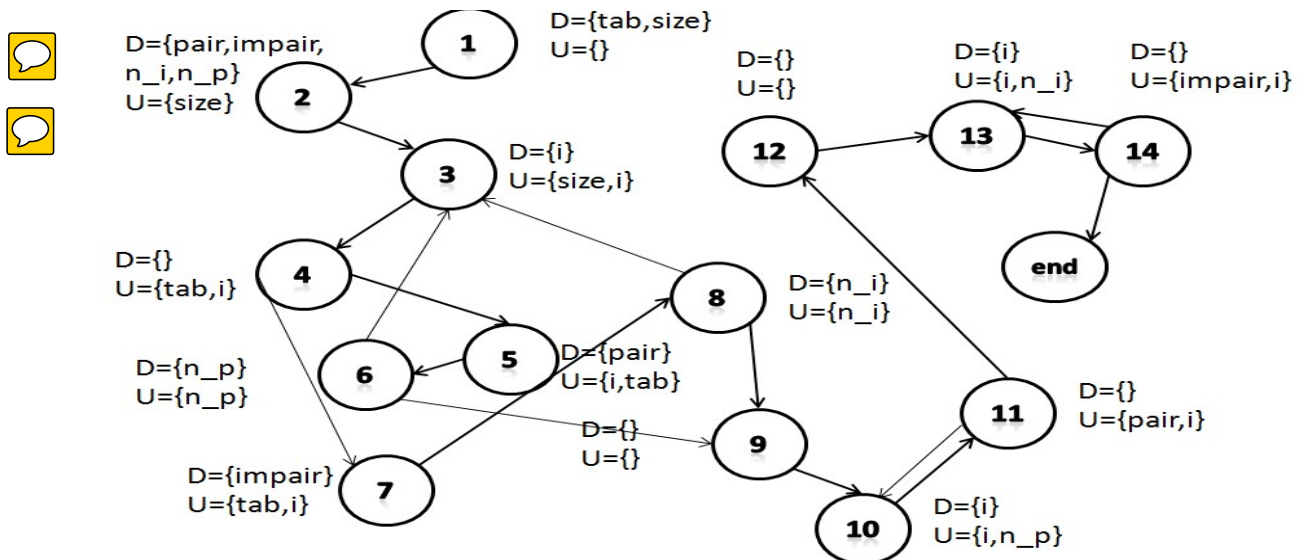 1
D={tab,size}
U={}
D={pair,impair,
n_i,n_p}
U={size}
2
3
D={i}
U={size,i}
D={}
U={tab,i}
4
5
D={pair}
U={i,tab}
D={n_p}
U={n_p}
6
D={impair}
U={tab,i}
7
8
D={n_i}
U={n_i}
D={}
U={}
9
10
D={i}
U={i,n_p}
11
D={}
U={pair,i}
D={}
U={}
12
D={i}
U={i,n_i}
13
D={}
U={impair,i}
14
end